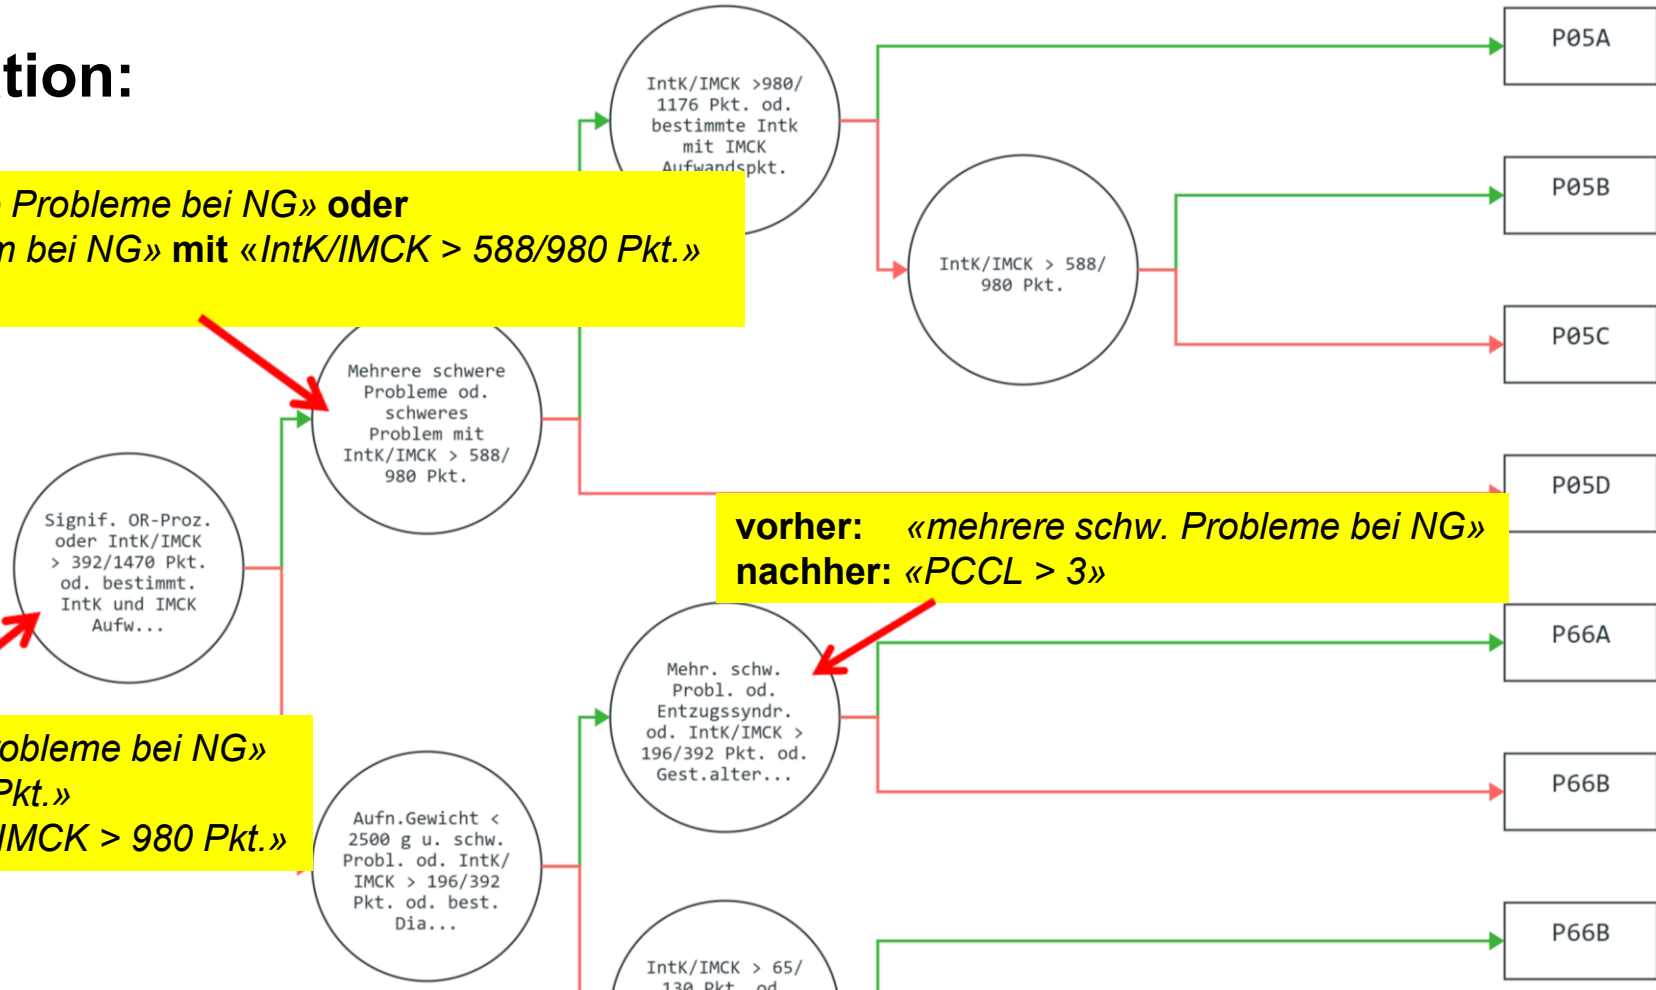 tion:
IntK/IMCK >980/
1176 Pkt. od.
bestimmte Intk
mit IMCK
Aufwandspkt.
P05A
Probleme bei NG» oder
bei NG» mit «IntK/IMCK > 588/980 Pkt.»
P05B
IntK/IMCK > 588/
980 Pkt.
P05C
Mehrere schwere
Probleme od.
schweres
Problem mit
IntK/IMCK > 588/
980 Pkt.
P05D
Signif. OR-Proz.
oder IntK/IMCK
> 392/1470 Pkt.
od. bestimmt.
IntK und IMCK
Aufw...
vorher: «mehrere schw. Probleme bei NG»
nachher: «PCCL > 3»
P66A
Mehr. schw.
Probl. od.
Entzugssyndr.
od. IntK/IMCK >
196/392 Pkt. od.
Gest.alter...
P66B
obleme bei NG»
Pkt.»
IMCK > 980 Pkt.»
Aufn.Gewicht <
2500 g u. schw.
Probl. od. IntK/
IMCK > 196/392
Pkt. od. best.
Dia...
P66B
IntK/IMCK > 65/
130 Pkt. od.